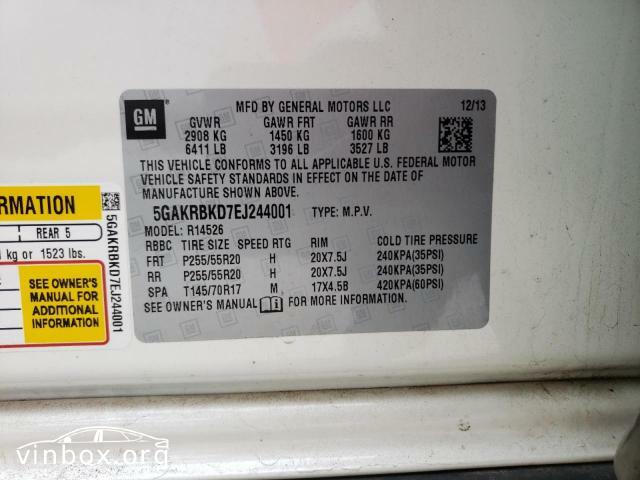 GM
MFD BY GENERAL MOTORS LLC 12/13
GVWR GAWR FRT GAWR RR
2908 KG 1450 KG 1600 KG
6411 LB 3196 LB 3527 LB
THIS VEHICLE CONFORMS TO ALL APPLICABLE U.S. FEDERAL MOTOR
VEHICLE SAFETY STANDARDS IN EFFECT ON THE DATE OF
MANUFACTURE SHOWN ABOVE.
5GAKRBKD7EJ244001 TYPE: M.P.V.
MODEL: R14526
RBBC TIRE SIZE SPEED RTG RIM COLD TIRE PRESSURE
FRT P255/55R20 H 20X7.5J 240KPA(35PSI)
RR P255/55R20 H 20X7.5J 240KPA(35PSI)
SPA T145/70R17 M 17X4.5B 420KPA(60PSI)
SEE OWNER'S MANUAL FOR MORE INFORMATION.
RMATION
REAR 5
kg or 1523 lbs.
SEE OWNER'S
MANUAL FOR
ADDITIONAL
INFORMATION
5GAKRBKD7EJ244001
vinbox.org